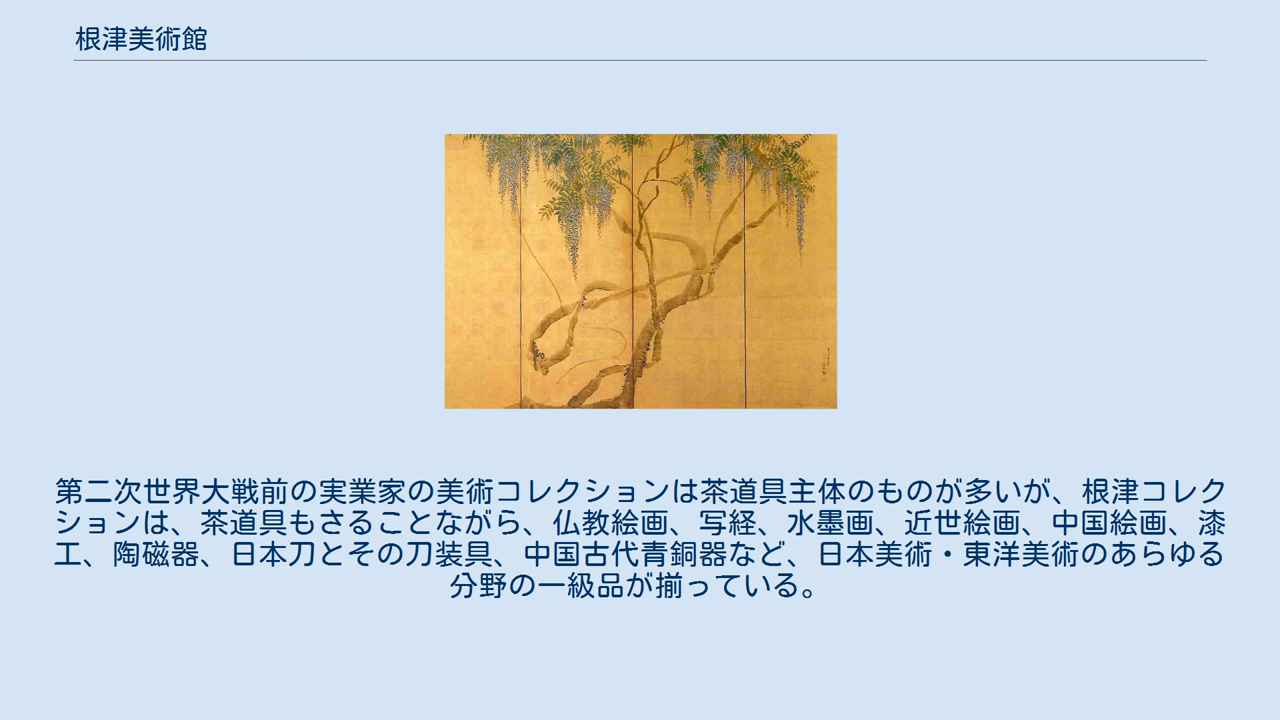 根津美術館
第二次世界大戦前の実業家の美術コレクションは茶道具主体のものが多いが、根津コレク
ションは、茶道具もさることながら、仏教絵画、写経、水墨画、近世絵画、中国絵画、漆
工、陶磁器、日本刀とその刀装具、中国古代青銅器など、日本美術・東洋美術のあらゆる
分野の一級品が揃っている。